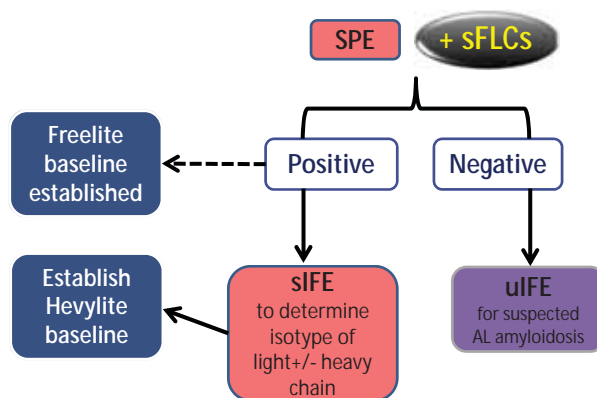 SPE
+ sFLCs
Freelite
baseline
established
Positive
Negative
Establish
Hevylite
baseline
sIFE
to determine
isotype of
light+/- heavy
chain
uIFE
for suspected
AL amyloidosis